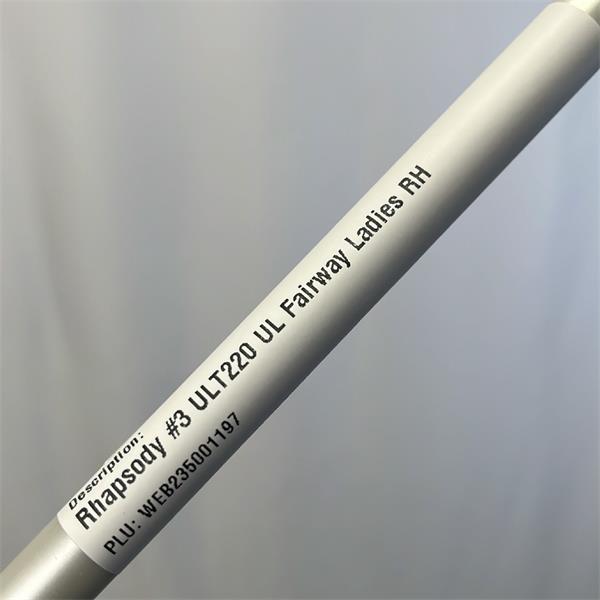 Description:
Rhapsody #3 ULT220 UL Fairway Ladies RH
PLU: WEB235001197